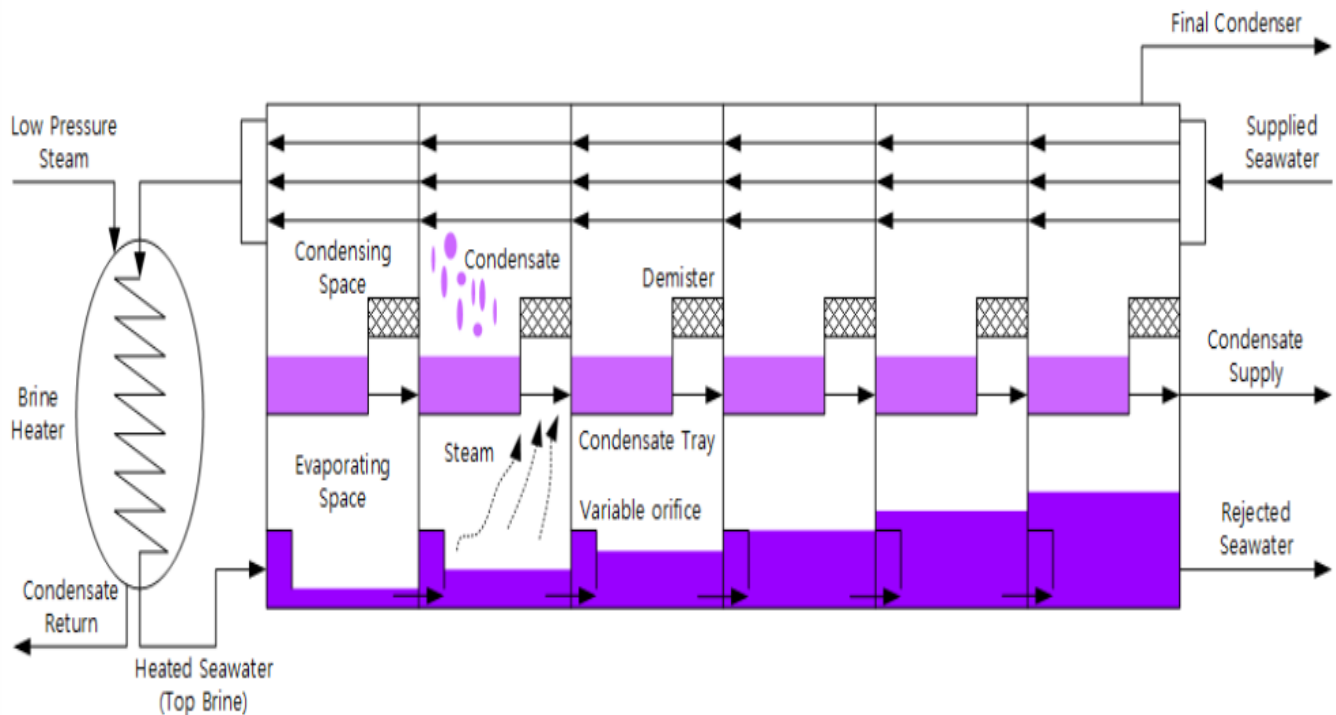 Final Condenser
Low Pressure
Steam
Supplied
Seawater
Condensing
Space
Condensate
Demister
Condensate
Supply
Brine
Heater
Evaporating
Space
Steam
Condensate Tray
Variable orifice
Rejected
Seawater
Condensate
Return
Heated Seawater
(Top Brine)